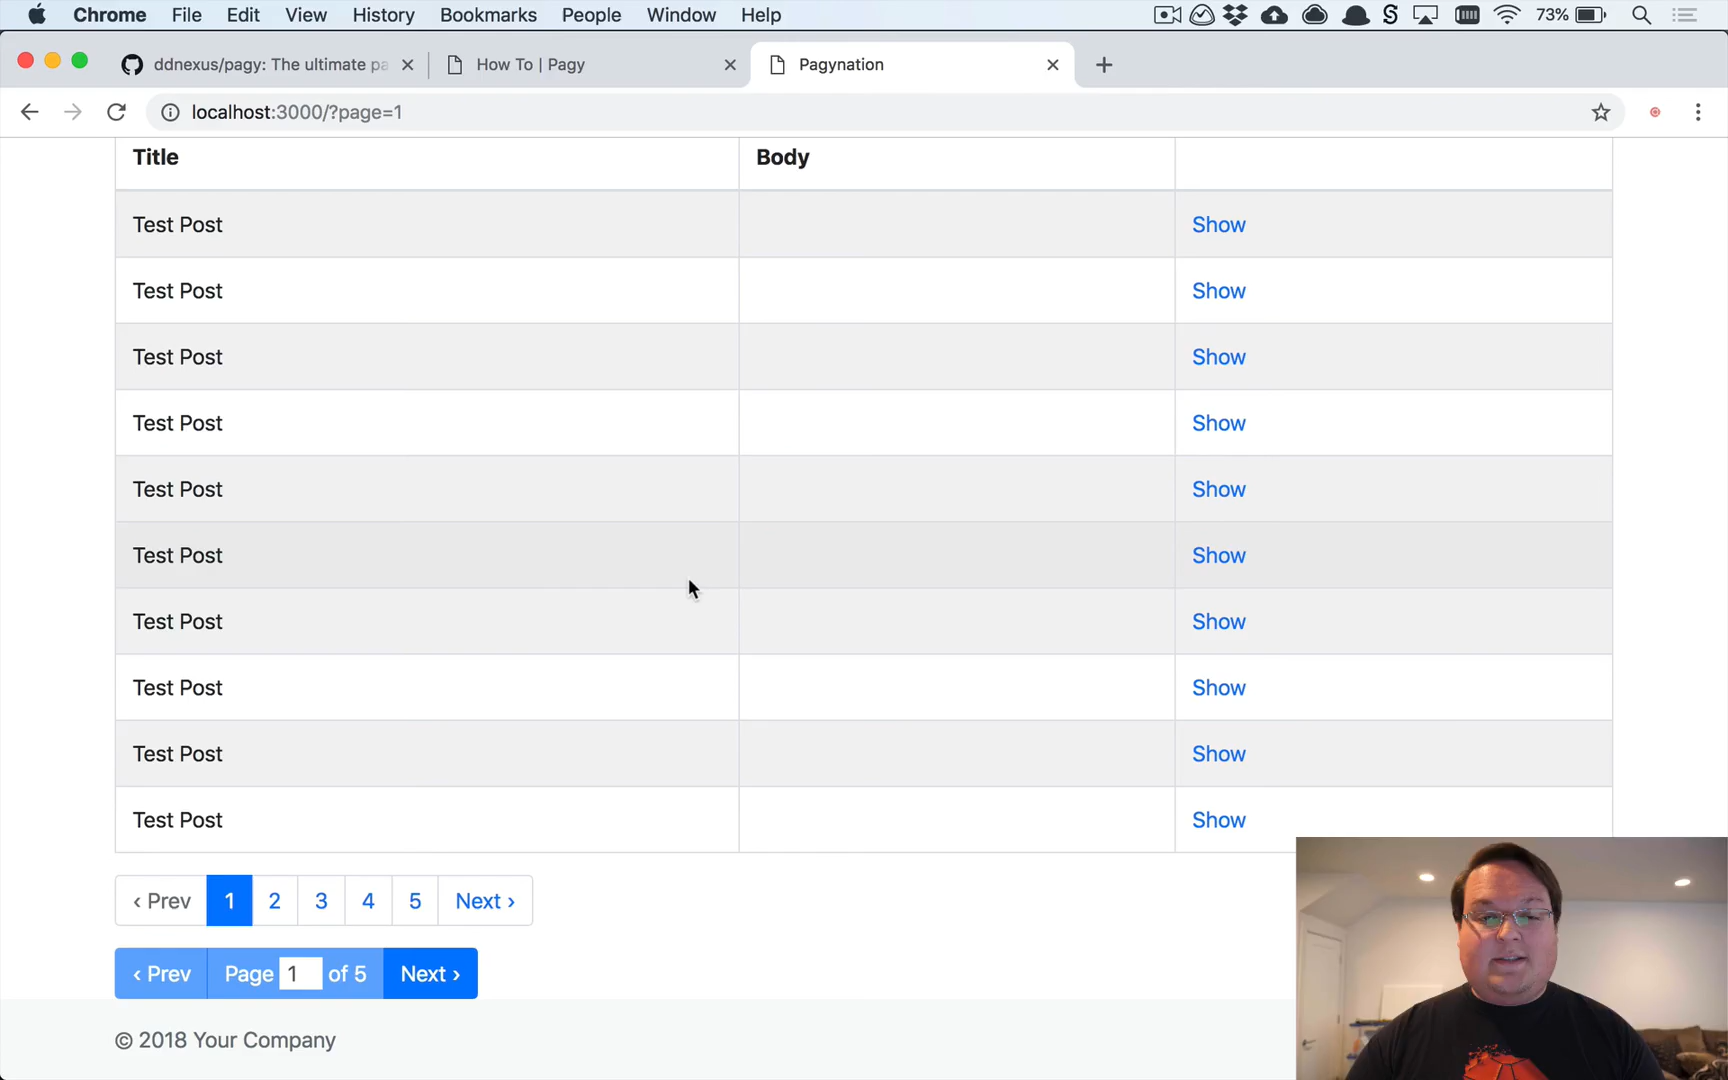 Chrome File Edit View History Bookmarks People Window Help 73%
ddnexus/pagy: The ultimate pa
How To | Pagy
Pagynation
localhost:3000/?page=1
Title Body
Test Post Show
Test Post Show
Test Post Show
Test Post Show
Test Post Show
Test Post Show
Test Post Show
Test Post Show
Test Post Show
Test Post Show
‹ Prev 1 2 3 4 5 Next ›
‹ Prev Page 1 of 5 Next ›
© 2018 Your Company